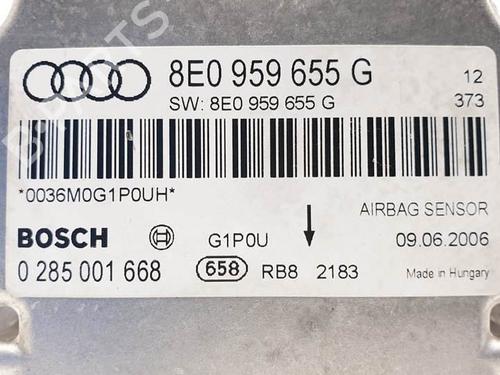 8E0 959 655 G 12
SW: 8E0 959 655 G 373
*0036M0G1P0UH*
AIRBAG SENSOR
BOSCH G1P0U 09.06.2006
0 285 001 668 658 RB8 2183 Made in Hungary